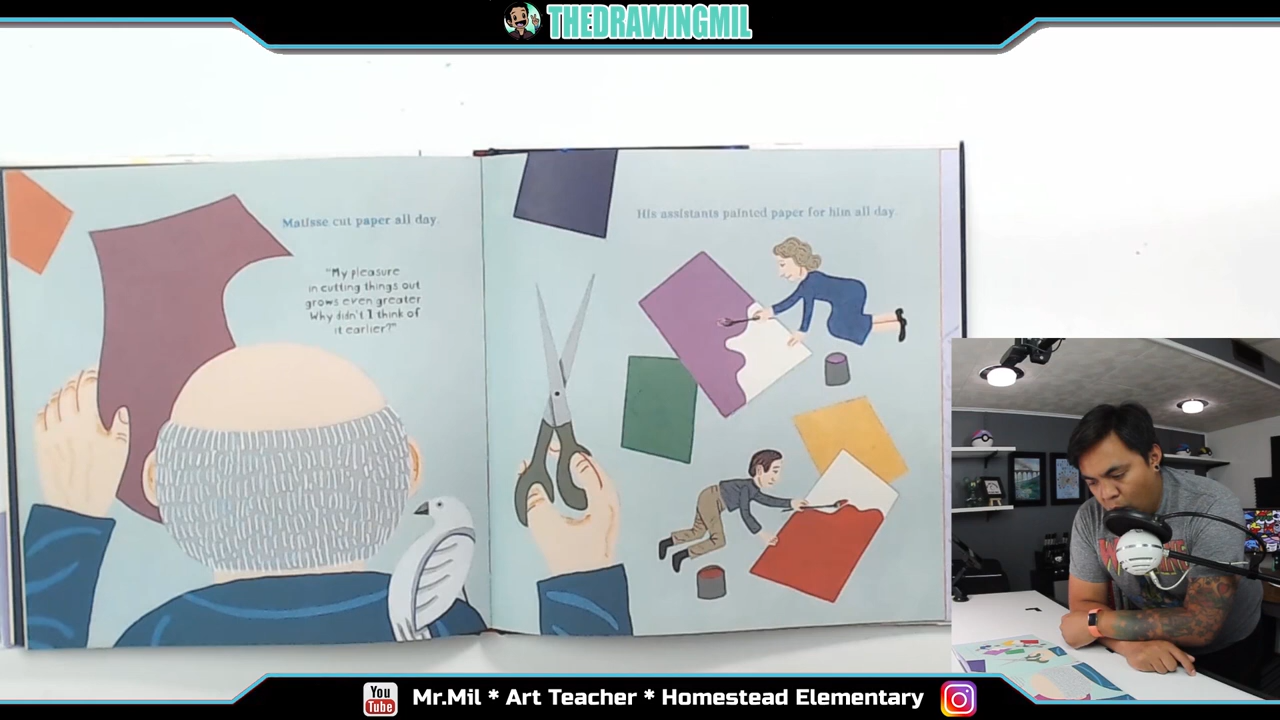 THEDRAWINGMIL
Matisse cut paper all day.
"My pleasure
in cutting things out
grows even greater
Why didn't I think of
it earlier?"
His assistants painted paper for him all day.
You
Tube
Mr.Mil * Art Teacher * Homestead Elementary